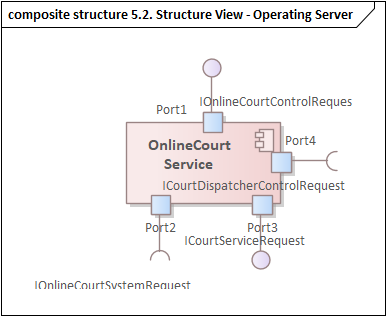 composite structure 5.2. Structure View - Operating Server
IOnlineCourtControlReques
Port1
OnlineCourt
Service
Port4
ICourtDispatcherControlRequest
Port2
Port3
ICourtServiceRequest
IOnlineCourtSystemRequest